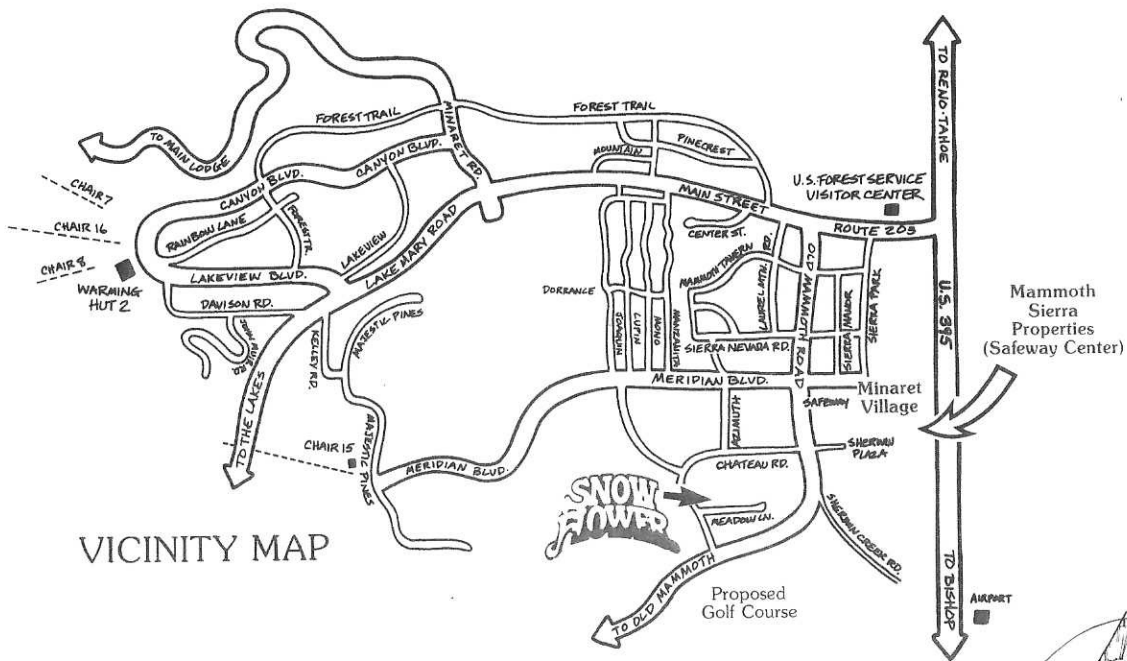 TO RENO-TAHOE
FOREST TRAIL
FOREST TRAIL
MINARET RD.
TO MAIN LODGE
PINECREST
MOUNTAIN
CANYON BLVD.
CANYON BLVD.
U.S. FOREST SERVICE
VISITOR CENTER
CHAIR 7
MAIN STREET
RAINBOW LANE
FOREST TR.
CHAIR 16
CENTER ST.
ROUTE 203
LAKEVIEW
LAKE MARY ROAD
CHAIR 8
LAKEVIEW BLVD.
WARMING
HUT 2
MAMMOTH TAVERN RD.
LAUREL MTN.
OLD MAMMOTH ROAD
SIERRA MANOR
SIERRA PARK
U.S. 395
Mammoth
Sierra
Properties
(Safeway Center)
DORRANCE
DAVISON RD.
JOHN MUIR RD.
KELLEY RD.
MAJESTIC PINES
JOAQUIN
LUPIN
MONO
MANZANITA
SIERRA NEVADA RD.
MERIDIAN BLVD.
SAFEWAY
Minaret
Village
TO THE LAKES
CHAIR 15
MAJESTIC PINES
MERIDIAN BLVD.
AZIMUTH
CHATEAU RD.
SHERWIN
PLAZA
SNOW
FLOWER
MEADOW LN.
SHERWIN CREEK RD.
VICINITY MAP
TO OLD MAMMOTH
Proposed
Golf Course
TO BISHOP
AIRPORT